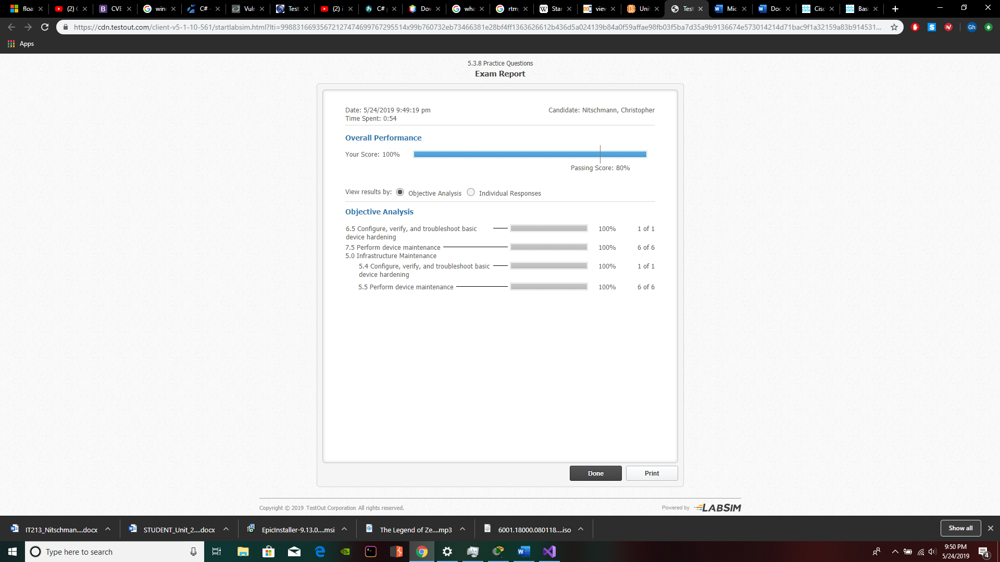 floa
(2) C
CVE
winc
C# -
Vulr
Test
(2) i
C#
Dov
wha
rtm
Star
view
Unit
Test
Mic
Doc
Cisc
Basi
https://cdn.testout.com/client-v5-1-10-561/startlabsim.html?lti=
Gh
Apps
5.3.8 Practice Questions
Exam Report
Date: 5/24/2019 9:49:19 pm
Candidate: Nitschmann, Christopher
Time Spent: 0:54
Overall Performance
Your Score: 100%
Passing Score: 80%
View results by: Objective Analysis Individual Responses
Objective Analysis
6.5 Configure, verify, and troubleshoot basic 100% 1 of 1
device hardening
7.5 Perform device maintenance 100% 6 of 6
5.0 Infrastructure Maintenance
5.4 Configure, verify, and troubleshoot basic 100% 1 of 1
device hardening
5.5 Perform device maintenance 100% 6 of 6
Done
Print
Copyright © 2019 TestOut Corporation All rights reserved.
Powered by LABSIM
IT213_Nitschman....docx
STUDENT_Unit_2....docx
EpicInstaller-9.13.0....msi
The Legend of Ze....mp3
6001.18000.080118....iso
Show all
Type here to search
9:50 PM
5/24/2019
4